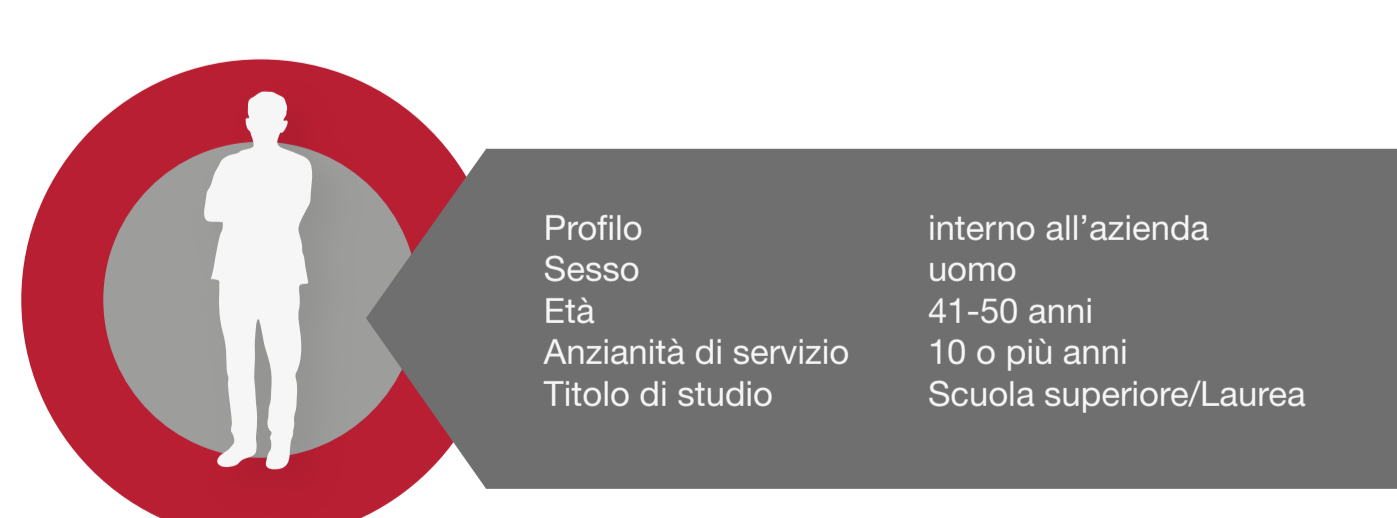 Profilo interno all’azienda
Sesso uomo
Età 41-50 anni
Anzianità di servizio 10 o più anni
Titolo di studio Scuola superiore/Laurea